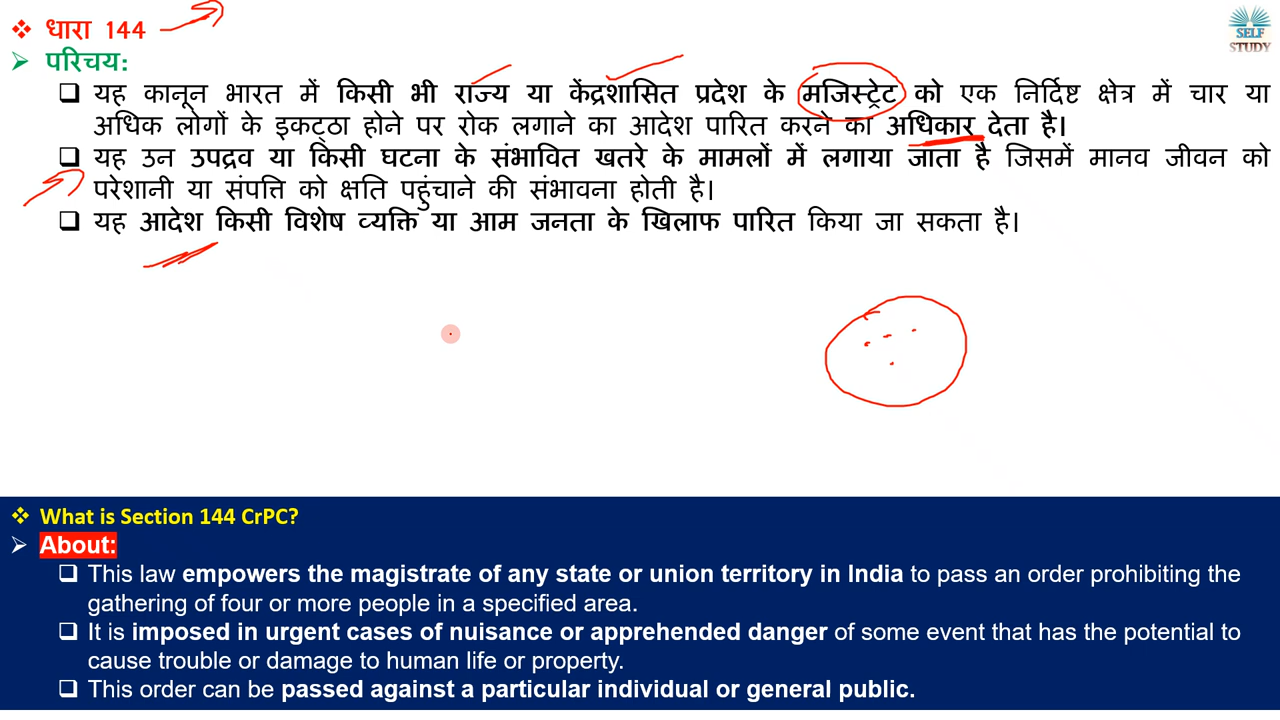 ❖ धारा 144
SELF
STUDY
➢ परिचय:
❑ यह कानून भारत में किसी भी राज्य या केंद्रशासित प्रदेश के मजिस्ट्रेट को एक निर्दिष्ट क्षेत्र में चार या
अधिक लोगों के इकट्ठा होने पर रोक लगाने का आदेश पारित करने का अधिकार देता है।
❑ यह उन उपद्रव या किसी घटना के संभावित खतरे के मामलों में लगाया जाता है जिसमें मानव जीवन को
परेशानी या संपत्ति को क्षति पहुंचाने की संभावना होती है।
❑ यह आदेश किसी विशेष व्यक्ति या आम जनता के खिलाफ पारित किया जा सकता है।
❖ What is Section 144 CrPC?
➢ About:
❑ This law empowers the magistrate of any state or union territory in India to pass an order prohibiting the
gathering of four or more people in a specified area.
❑ It is imposed in urgent cases of nuisance or apprehended danger of some event that has the potential to
cause trouble or damage to human life or property.
❑ This order can be passed against a particular individual or general public.